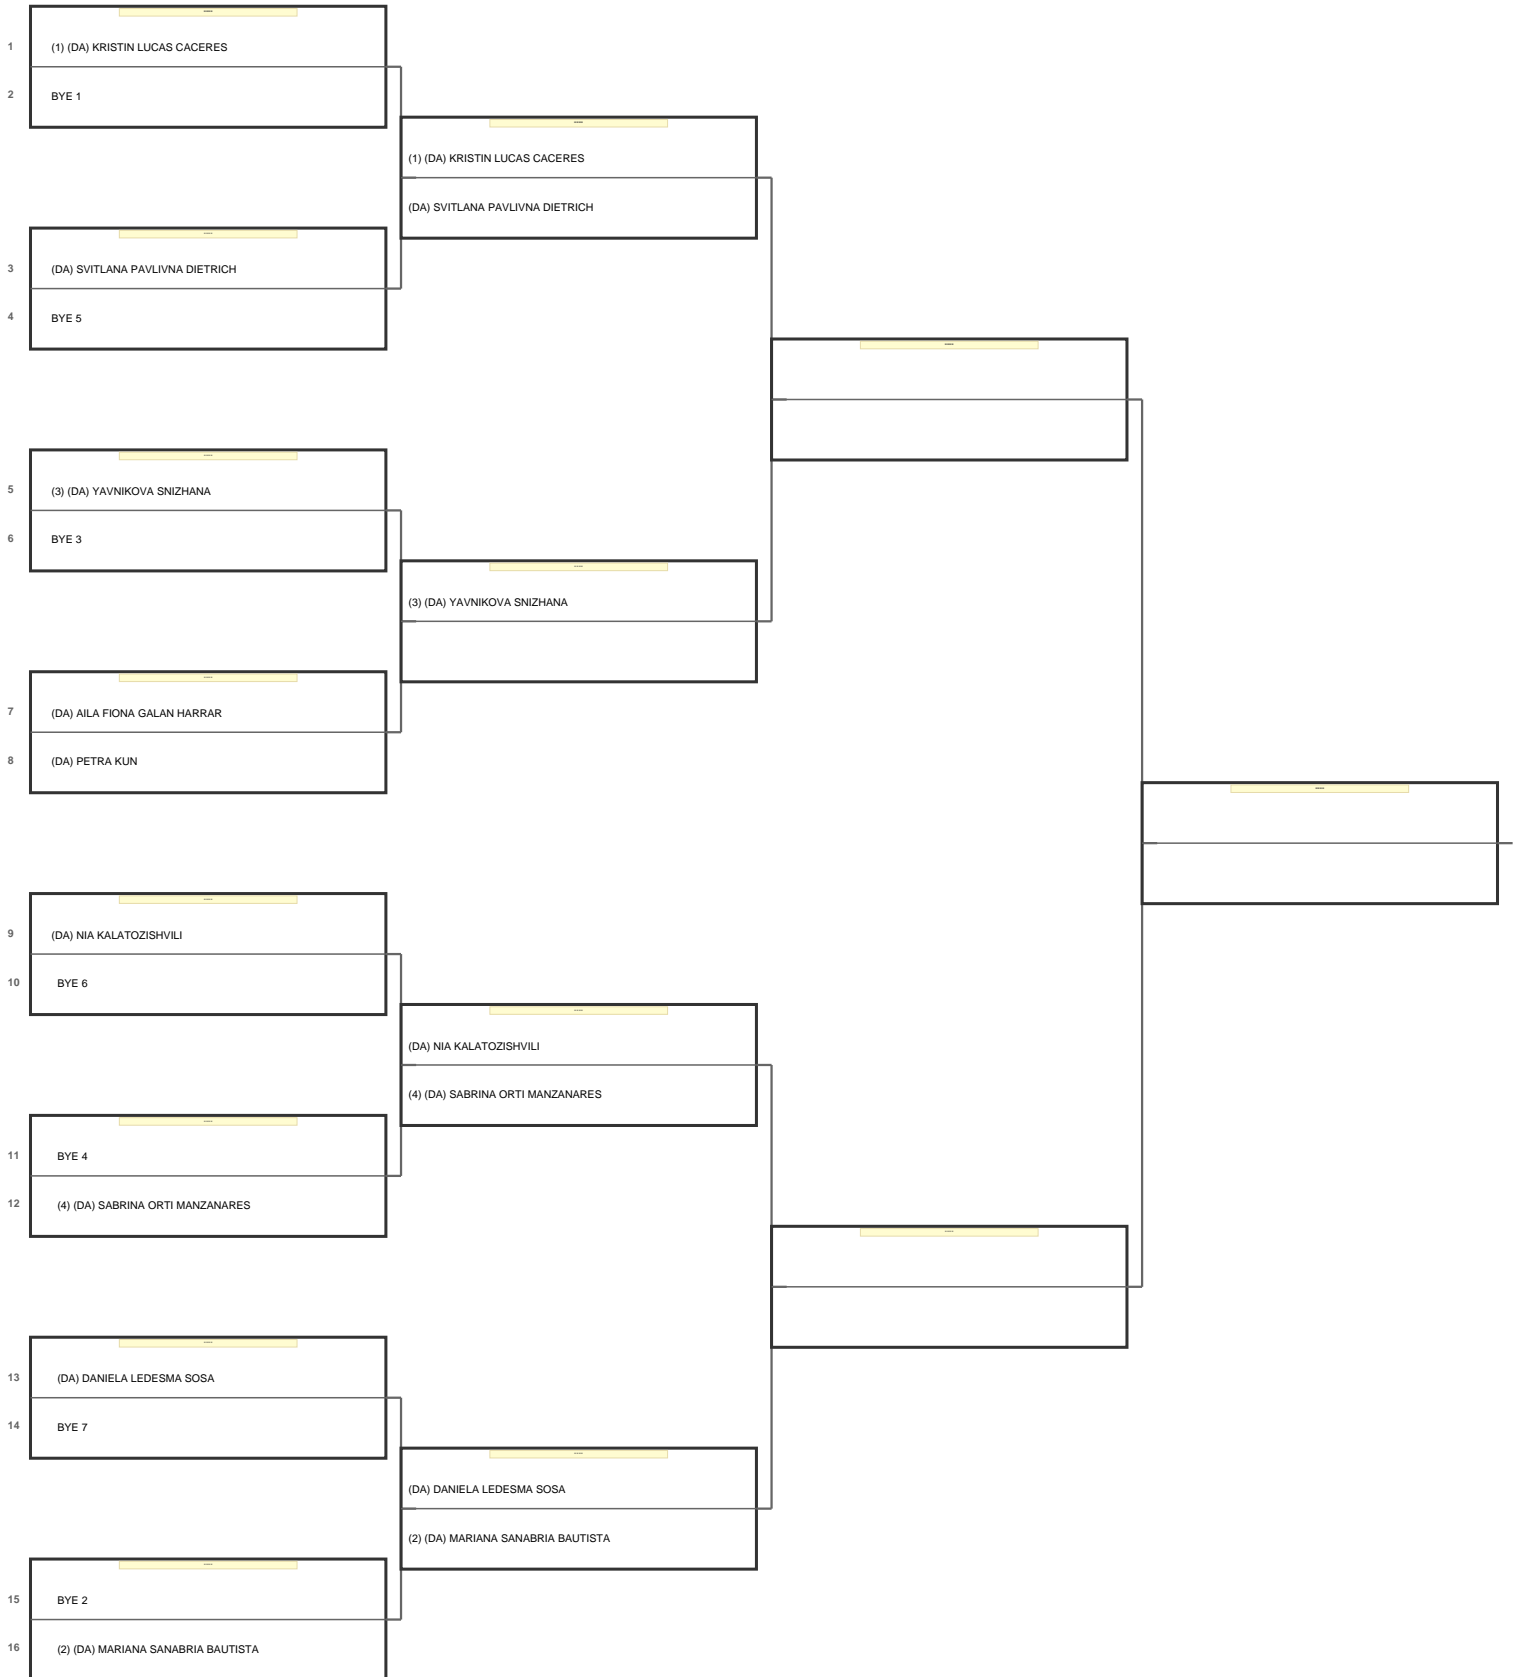 1 (1) (DA) KRISTIN LUCAS CACERES
2 BYE 1
(1) (DA) KRISTIN LUCAS CACERES
(DA) SVITLANA PAVLIVNA DIETRICH
3 (DA) SVITLANA PAVLIVNA DIETRICH
4 BYE 5
5 (3) (DA) YAVNIKOVA SNIZHANA
6 BYE 3
(3) (DA) YAVNIKOVA SNIZHANA
7 (DA) AILA FIONA GALAN HARRAR
8 (DA) PETRA KUN
9 (DA) NIA KALATOZISHVILI
10 BYE 6
(DA) NIA KALATOZISHVILI
(4) (DA) SABRINA ORTI MANZANARES
11 BYE 4
12 (4) (DA) SABRINA ORTI MANZANARES
13 (DA) DANIELA LEDESMA SOSA
14 BYE 7
(DA) DANIELA LEDESMA SOSA
(2) (DA) MARIANA SANABRIA BAUTISTA
15 BYE 2
16 (2) (DA) MARIANA SANABRIA BAUTISTA